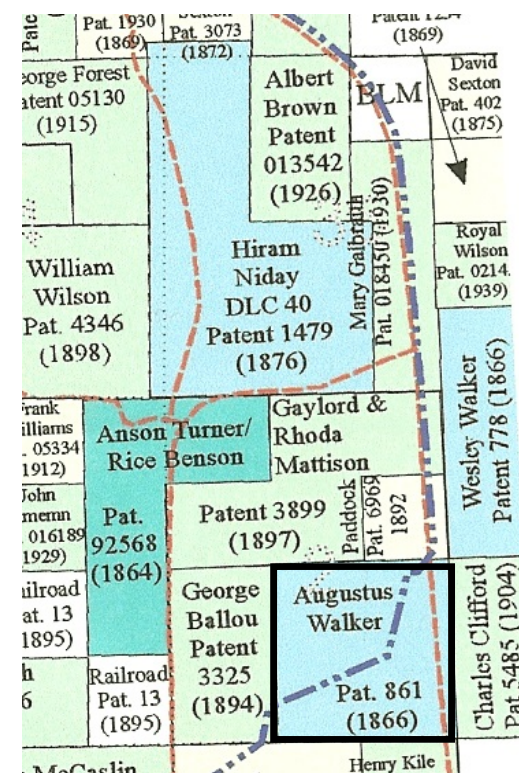 Pat. 1930
(1869)
Pat. 3073
(1872)
(1869)
George Forest
Patent 05130
(1915)
Albert
Brown
Patent
013542
(1926)
BLM
David
Sexton
Pat. 402
(1875)
William
Wilson
Pat. 4346
(1898)
Hiram
Niday
DLC 40
Patent 1479
(1876)
Mary Galbraith
Pat. 018450 (1930)
Royal
Wilson
Pat. 0214
(1939)
Wesley Walker
Patent 778 (1866)
Frank
Williams
05334
1912)
Anson Turner/
Rice Benson
Gaylord &
Rhoda
Mattison
John
memn
016189
1929)
Pat.
92568
(1864)
Patent 3899
(1897)
Paddock
Pat. 6969
1892
Railroad
Pat. 13
1895)
George
Ballou
Patent
3325
(1894)
Augustus
Walker
Pat. 861
(1866)
Charles Clifford
Pat 5485 (1904)
Railroad
Pat. 13
(1895)
McCaslin
Henry Kile